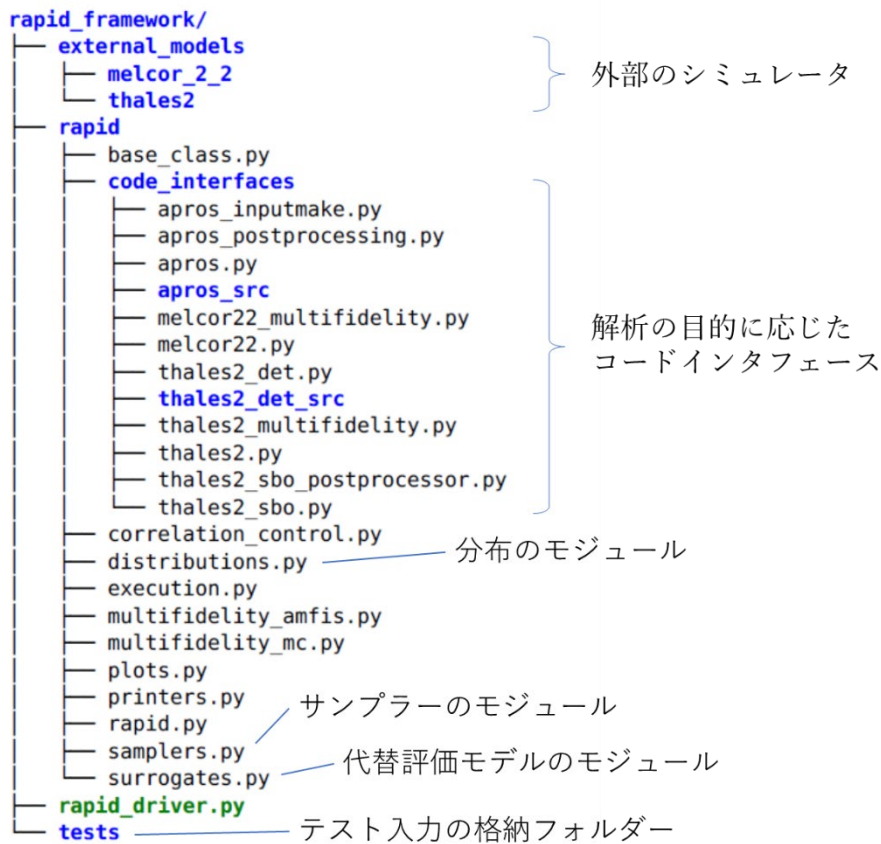 rapid_framework/
├── external_models
│   ├── melcor_2_2
│   └── thales2
外部のシミュレータ
├── rapid
│   ├── base_class.py
│   ├── code_interfaces
│   │   ├── apros_inputmake.py
│   │   ├── apros_postprocessing.py
│   │   ├── apros.py
│   │   ├── apros_src
│   │   ├── melcor22_multifidelity.py
│   │   ├── melcor22.py
│   │   ├── thales2_det.py
│   │   ├── thales2_det_src
│   │   ├── thales2_multifidelity.py
│   │   ├── thales2.py
│   │   ├── thales2_sbo_postprocessor.py
│   │   └── thales2_sbo.py
解析の目的に応じた
コードインタフェース
│   ├── correlation_control.py
│   ├── distributions.py
分布のモジュール
│   ├── execution.py
│   ├── multifidelity_amfis.py
│   ├── multifidelity_mc.py
│   ├── plots.py
│   ├── printers.py
│   ├── rapid.py
│   ├── samplers.py
サンプラーのモジュール
│   └── surrogates.py
代替評価モデルのモジュール
├── rapid_driver.py
└── tests
テスト入力の格納フォルダー